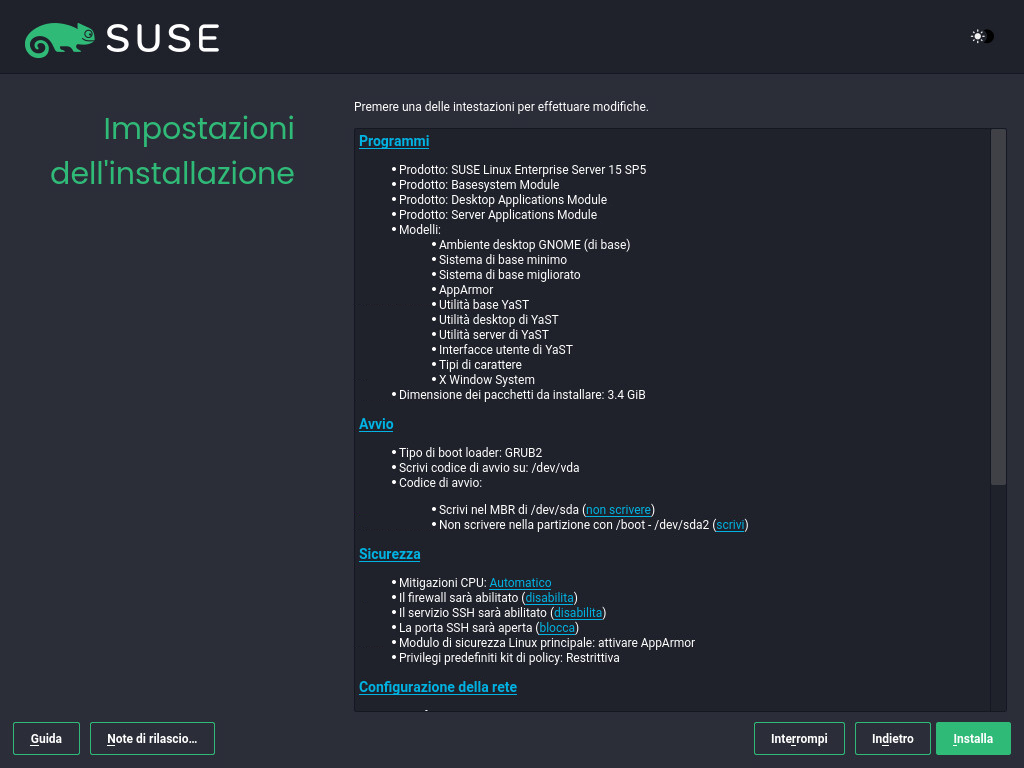 SUSE
Impostazioni
dell'installazione
Premere una delle intestazioni per effettuare modifiche.
Programmi
Prodotto: SUSE Linux Enterprise Server 15 SP5
Prodotto: Basesystem Module
Prodotto: Desktop Applications Module
Prodotto: Server Applications Module
Modelli:
Ambiente desktop GNOME (di base)
Sistema di base minimo
Sistema di base migliorato
AppArmor
Utilità base YaST
Utilità desktop di YaST
Utilità server di YaST
Interfacce utente di YaST
Tipi di carattere
X Window System
Dimensione dei pacchetti da installare: 3.4 GiB
Avvio
Tipo di boot loader: GRUB2
Scrivi codice di avvio su: /dev/vda
Codice di avvio:
Scrivi nel MBR di /dev/sda (non scrivere)
Non scrivere nella partizione con /boot - /dev/sda2 (scrivi)
Sicurezza
Mitigazioni CPU: Automatico
Il firewall sarà abilitato (disabilita)
Il servizio SSH sarà abilitato (disabilita)
La porta SSH sarà aperta (blocca)
Modulo di sicurezza Linux principale: attivare AppArmor
Privilegi predefiniti kit di policy: Restrittiva
Configurazione della rete
Guida
Note di rilascio...
Interrompi
Indietro
Installa